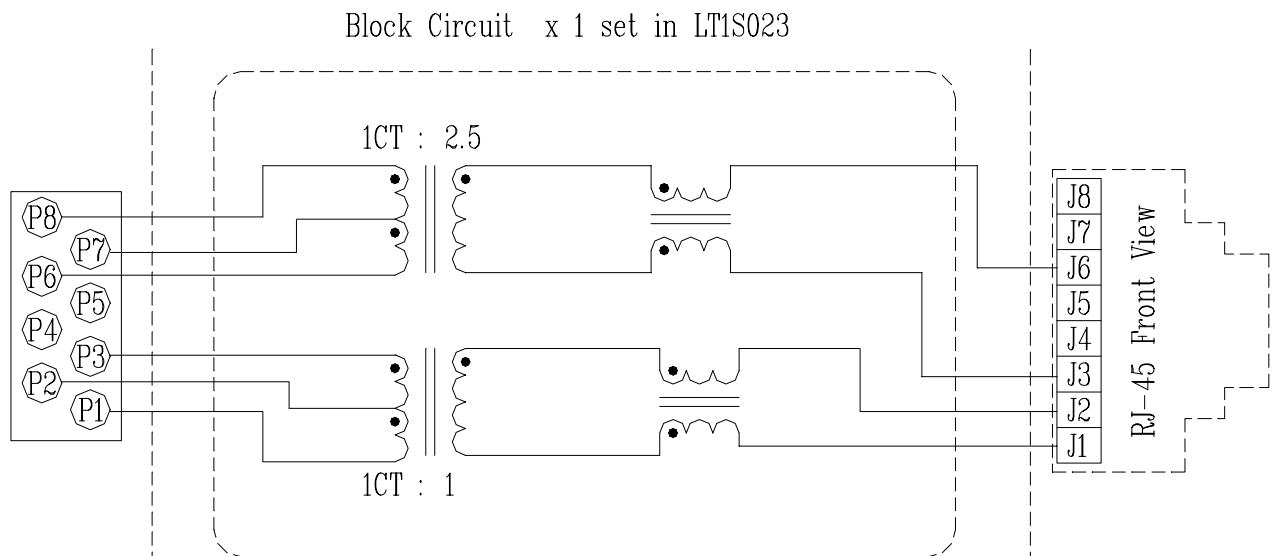 Block Circuit x 1 set in LT1S023
1CT : 2.5
P8
P7
P6
P5
P4
P3
P2
P1
1CT : 1
J8
J7
J6
J5
J4
J3
J2
J1
RJ-45 Front View